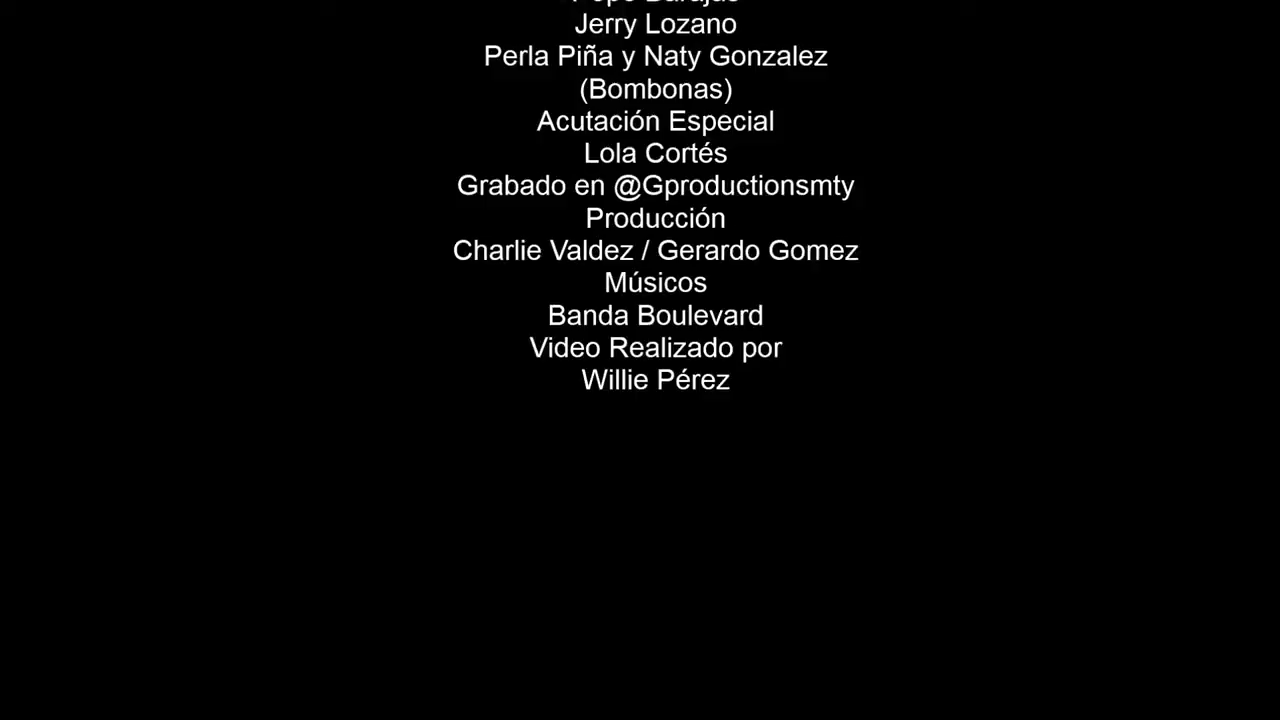 Jerry Lozano
Perla Piña y Naty Gonzalez
(Bombonas)
Acutación Especial
Lola Cortés
Grabado en @Gproductionsmty
Producción
Charlie Valdez / Gerardo Gomez
Músicos
Banda Boulevard
Video Realizado por
Willie Pérez